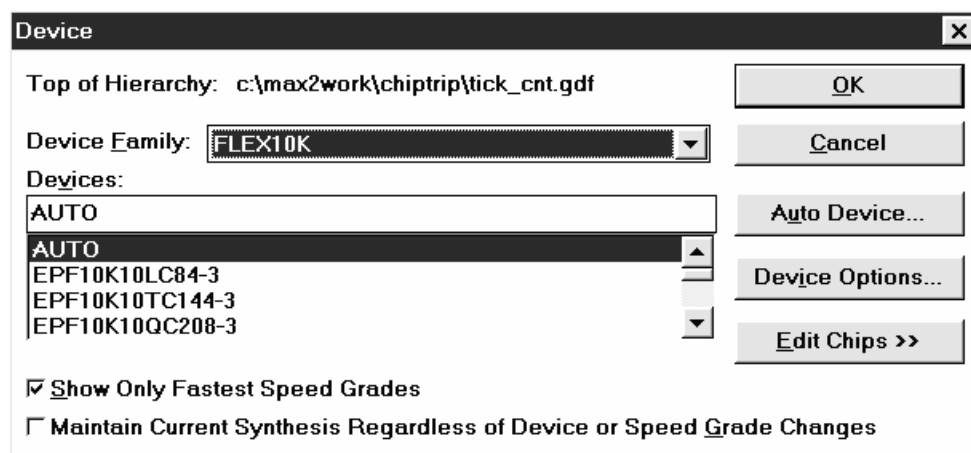 Device
Top of Hierarchy: c:\max2work\chiptrip\tick_cnt.gdf
OK
Device Family: FLEX10K
Cancel
Devices:
AUTO
Auto Device...
AUTO
EPF10K10LC84-3
EPF10K10TC144-3
EPF10K10QC208-3
Device Options...
Edit Chips >>
Show Only Fastest Speed Grades
Maintain Current Synthesis Regardless of Device or Speed Grade Changes